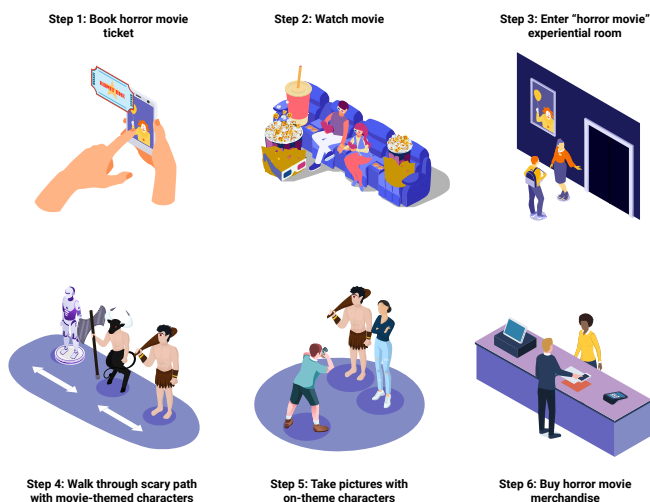 Step 1: Book horror movie
ticket
Step 2: Watch movie
Step 3: Enter “horror movie”
experiential room
Step 4: Walk through scary path
with movie-themed characters
Step 5: Take pictures with
on-theme characters
Step 6: Buy horror movie
merchandise